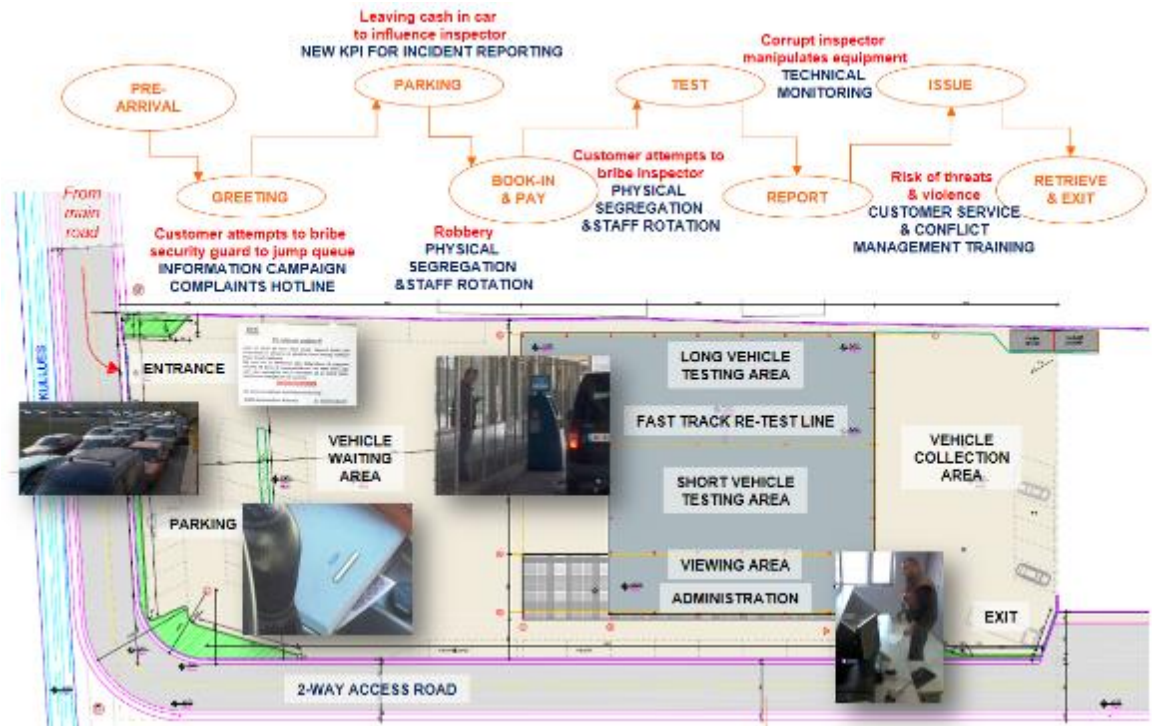 Leaving cash in car
to influence inspector
NEW KPI FOR INCIDENT REPORTING
Corrupt inspector
manipulates equipment
TECHNICAL
MONITORING
PRE-
ARRIVAL
PARKING
TEST
ISSUE
GREETING
BOOK-IN
& PAY
REPORT
RETRIEVE
& EXIT
From
main
road
Customer attempts to bribe
security guard to jump queue
INFORMATION CAMPAIGN
COMPLAINTS HOTLINE
Robbery
PHYSICAL
SEGREGATION
&STAFF ROTATION
Customer attempts to
bribe inspector
PHYSICAL
SEGREGATION
&STAFF ROTATION
Risk of threats
& violence
CUSTOMER SERVICE
& CONFLICT
MANAGEMENT TRAINING
ENTRANCE
VEHICLE
WAITING
AREA
PARKING
LONG VEHICLE
TESTING AREA
FAST TRACK RE-TEST LINE
SHORT VEHICLE
TESTING AREA
VIEWING AREA
ADMINISTRATION
VEHICLE
COLLECTION
AREA
EXIT
2-WAY ACCESS ROAD